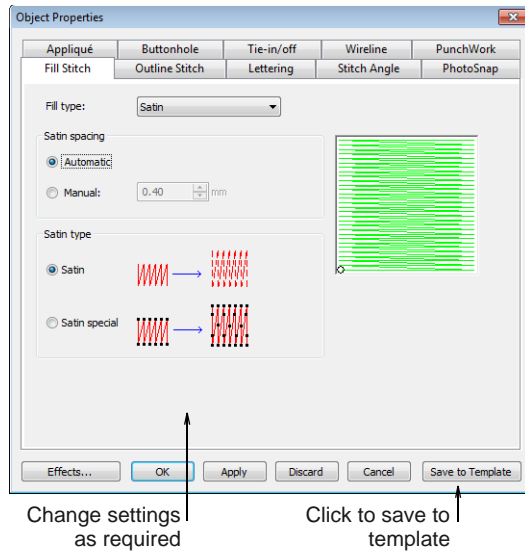 Object Properties
Appliqué Buttonhole Tie-in/off Wireline PunchWork
Fill Stitch Outline Stitch Lettering Stitch Angle PhotoSnap
Fill type: Satin
Satin spacing
Automatic
Manual: 0.40 mm
Satin type
Satin
Satin special
Effects... OK Apply Discard Cancel Save to Template
Change settings
as required
Click to save to
template